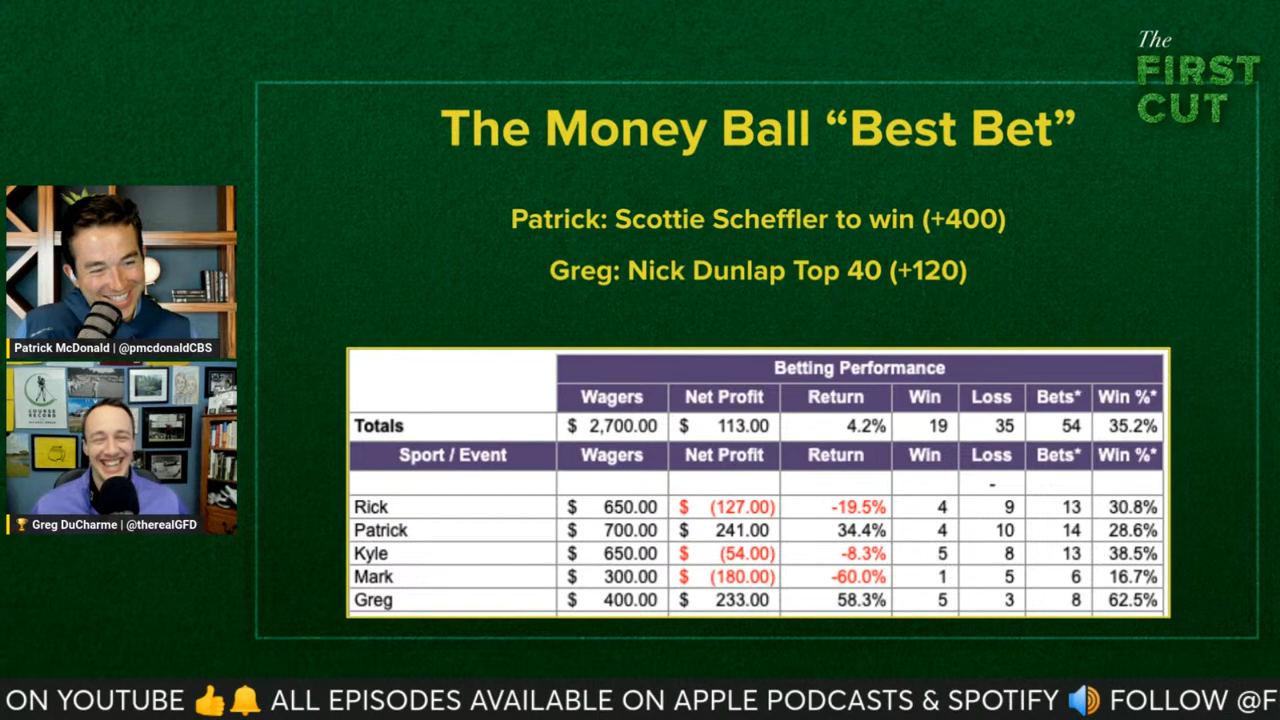 The
FIRST
CUT
The Money Ball “Best Bet”
Patrick: Scottie Scheffler to win (+400)
Greg: Nick Dunlap Top 40 (+120)
Patrick McDonald | @pmcdonaldCBS
COURSE
RECORD
Greg DuCharme | @therealGFD
Betting Performance
Wagers Net Profit Return Win Loss Bets* Win %*
Totals $ 2,700.00 $ 113.00 4.2% 19 35 54 35.2%
Sport / Event Wagers Net Profit Return Win Loss Bets* Win %*
-
Rick $ 650.00 $ (127.00) -19.5% 4 9 13 30.8%
Patrick $ 700.00 $ 241.00 34.4% 4 10 14 28.6%
Kyle $ 650.00 $ (54.00) -8.3% 5 8 13 38.5%
Mark $ 300.00 $ (180.00) -60.0% 1 5 6 16.7%
Greg $ 400.00 $ 233.00 58.3% 5 3 8 62.5%
ON YOUTUBE 👍🔔 ALL EPISODES AVAILABLE ON APPLE PODCASTS & SPOTIFY 🔊 FOLLOW @F